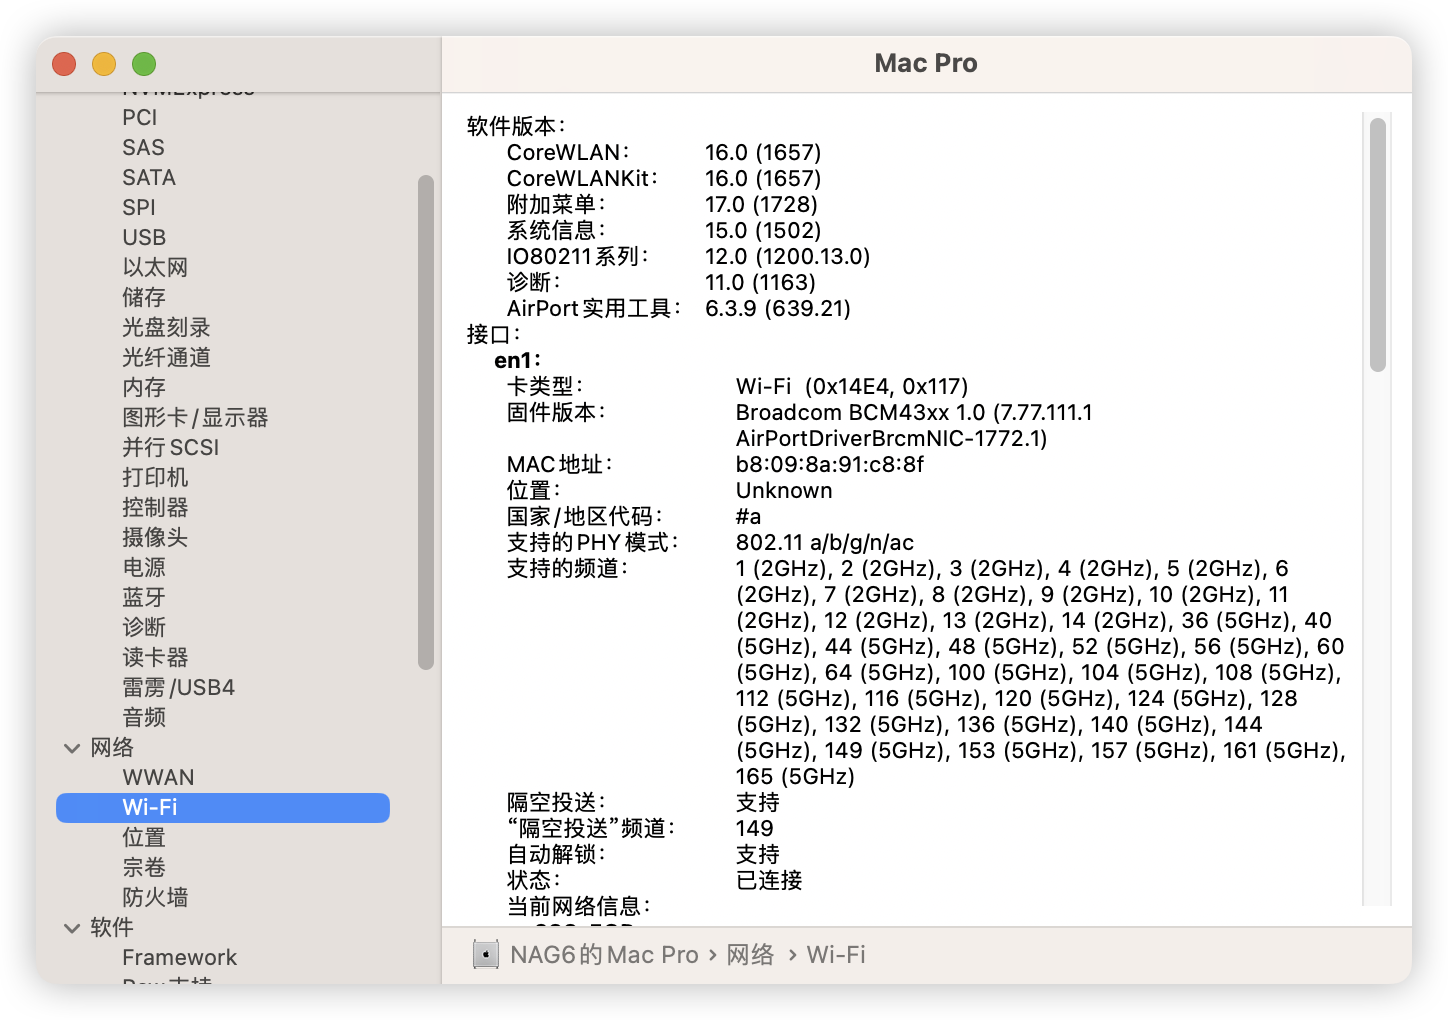 Mac Pro
NVMExpress
PCI
SAS
SATA
SPI
USB
以太网
储存
光盘刻录
光纤通道
内存
图形卡/显示器
并行SCSI
打印机
控制器
摄像头
电源
蓝牙
诊断
读卡器
雷雳/USB4
音频
网络
WWAN
Wi-Fi
位置
宗卷
防火墙
软件
Framework
软件版本：
CoreWLAN： 16.0 (1657)
CoreWLANKit： 16.0 (1657)
附加菜单： 17.0 (1728)
系统信息： 15.0 (1502)
IO80211系列： 12.0 (1200.13.0)
诊断： 11.0 (1163)
AirPort实用工具： 6.3.9 (639.21)
接口：
en1：
卡类型： Wi-Fi (0x14E4, 0x117)
固件版本： Broadcom BCM43xx 1.0 (7.77.111.1
AirPortDriverBrcmNIC-1772.1)
MAC地址： b8:09:8a:91:c8:8f
位置： Unknown
国家/地区代码： #a
支持的PHY模式： 802.11 a/b/g/n/ac
支持的频道： 1 (2GHz), 2 (2GHz), 3 (2GHz), 4 (2GHz), 5 (2GHz), 6
(2GHz), 7 (2GHz), 8 (2GHz), 9 (2GHz), 10 (2GHz), 11
(2GHz), 12 (2GHz), 13 (2GHz), 14 (2GHz), 36 (5GHz), 40
(5GHz), 44 (5GHz), 48 (5GHz), 52 (5GHz), 56 (5GHz), 60
(5GHz), 64 (5GHz), 100 (5GHz), 104 (5GHz), 108 (5GHz),
112 (5GHz), 116 (5GHz), 120 (5GHz), 124 (5GHz), 128
(5GHz), 132 (5GHz), 136 (5GHz), 140 (5GHz), 144
(5GHz), 149 (5GHz), 153 (5GHz), 157 (5GHz), 161 (5GHz),
165 (5GHz)
隔空投送： 支持
“隔空投送”频道： 149
自动解锁： 支持
状态： 已连接
当前网络信息：
NAG6的Mac Pro › 网络 › Wi-Fi